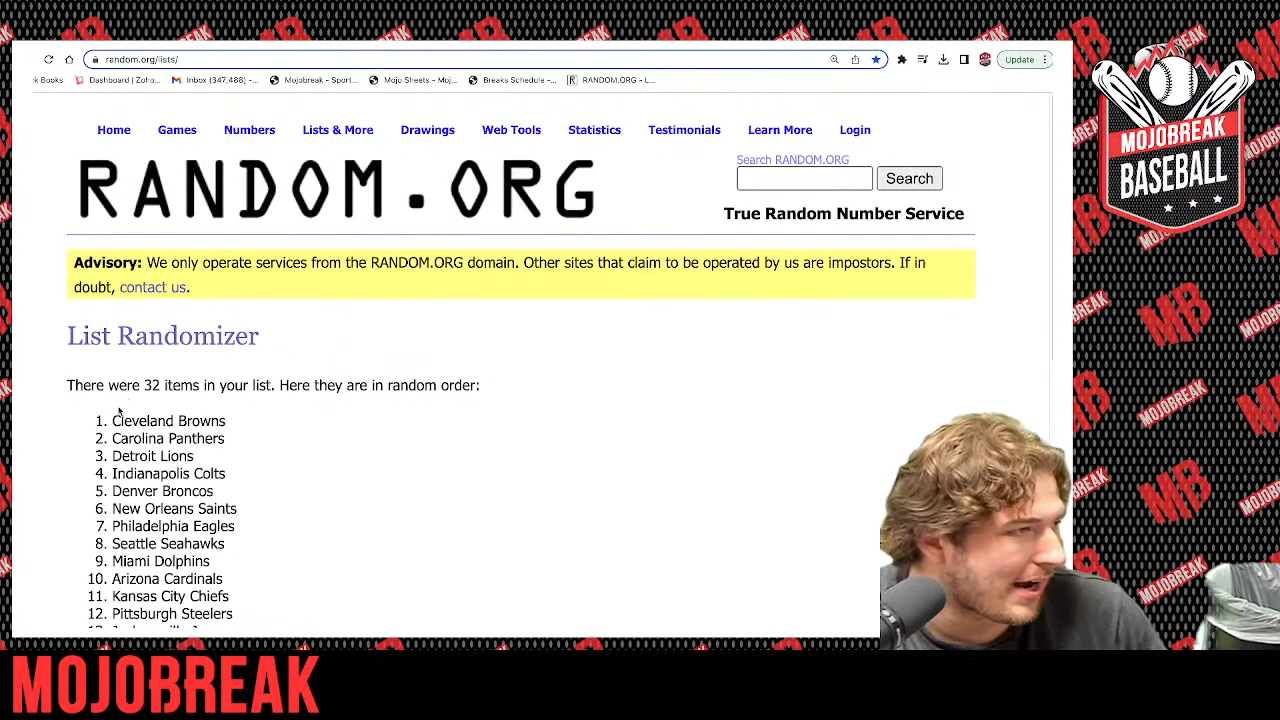 random.org/lists/
Update
k Books
Dashboard | Zoho...
Inbox (347,488) -...
Mojobreak - Sport...
Mojo Sheets - Moj...
Breaks Schedule -...
RANDOM.ORG - L...
Home
Games
Numbers
Lists & More
Drawings
Web Tools
Statistics
Testimonials
Learn More
Login
RANDOM.ORG
Search RANDOM.ORG
Search
True Random Number Service
Advisory: We only operate services from the RANDOM.ORG domain. Other sites that claim to be operated by us are impostors. If in
doubt, contact us.
List Randomizer
There were 32 items in your list. Here they are in random order:
1. Cleveland Browns
2. Carolina Panthers
3. Detroit Lions
4. Indianapolis Colts
5. Denver Broncos
6. New Orleans Saints
7. Philadelphia Eagles
8. Seattle Seahawks
9. Miami Dolphins
10. Arizona Cardinals
11. Kansas City Chiefs
12. Pittsburgh Steelers
MOJOBREAK
BASEBALL
MB
MOJOBREAK
MB
MOJOBREAK
MB
MOJOBREAK
MOJOBREAK